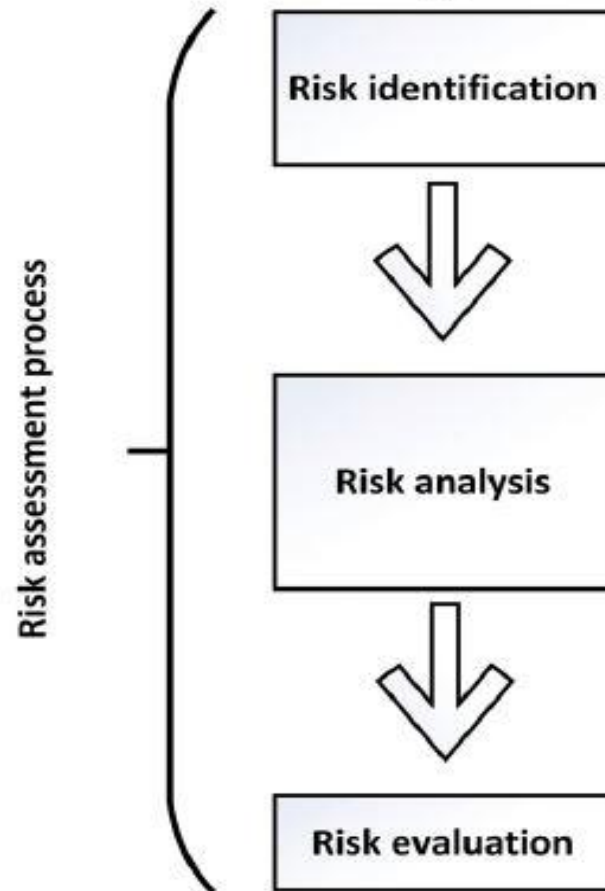 Risk assessment process
Risk identification
Risk analysis
Risk evaluation